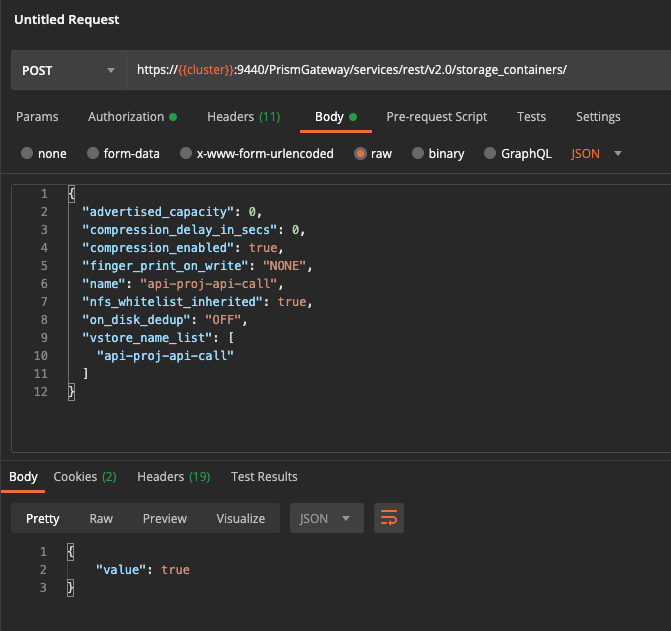 Untitled Request
POST https://{{cluster}}:9440/PrismGateway/services/rest/v2.0/storage_containers/
Params Authorization Headers (11) Body Pre-request Script Tests Settings
none form-data x-www-form-urlencoded raw binary GraphQL JSON
1 {
2 "advertised_capacity": 0,
3 "compression_delay_in_secs": 0,
4 "compression_enabled": true,
5 "finger_print_on_write": "NONE",
6 "name": "api-proj-api-call",
7 "nfs_whitelist_inherited": true,
8 "on_disk_dedup": "OFF",
9 "vstore_name_list": [
10 "api-proj-api-call"
11 ]
12 }
Body Cookies (2) Headers (19) Test Results
Pretty Raw Preview Visualize JSON
1 {
2 "value": true
3 }